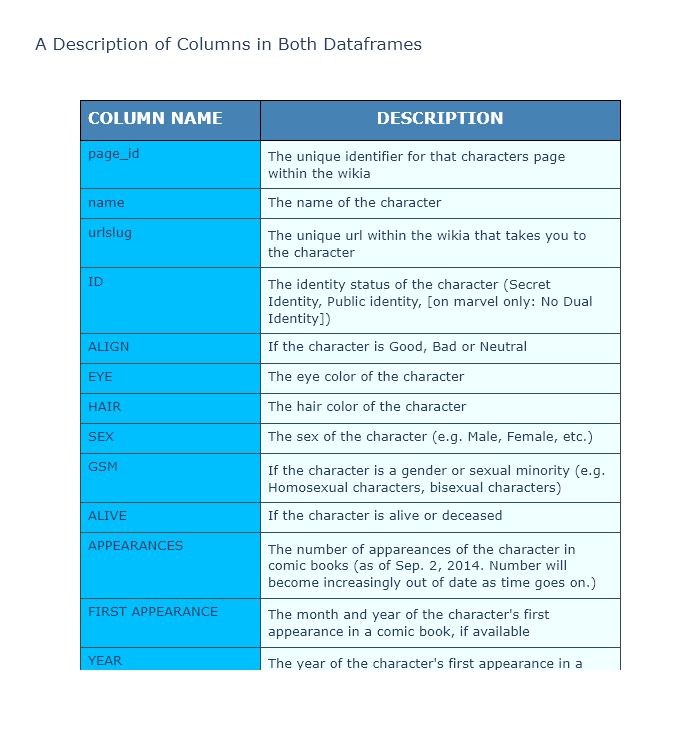 A Description of Columns in Both Dataframes
COLUMN NAME DESCRIPTION
page_id The unique identifier for that characters page
within the wikia
name The name of the character
urlslug The unique url within the wikia that takes you to
the character
ID The identity status of the character (Secret
Identity, Public identity, [on marvel only: No Dual
Identity])
ALIGN If the character is Good, Bad or Neutral
EYE The eye color of the character
HAIR The hair color of the character
SEX The sex of the character (e.g. Male, Female, etc.)
GSM If the character is a gender or sexual minority (e.g.
Homosexual characters, bisexual characters)
ALIVE If the character is alive or deceased
APPEARANCES The number of appareances of the character in
comic books (as of Sep. 2, 2014. Number will
become increasingly out of date as time goes on.)
FIRST APPEARANCE The month and year of the character's first
appearance in a comic book, if available
YEAR The year of the character's first appearance in a